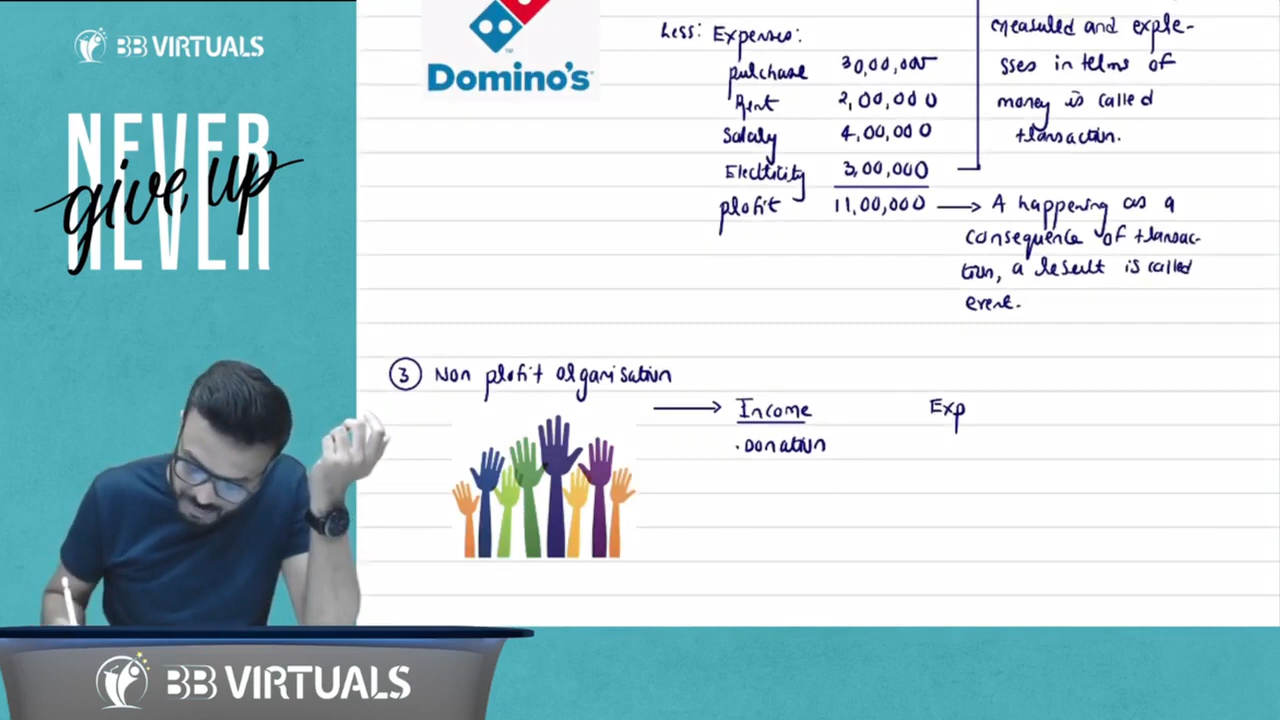 BB VIRTUALS
NEVER
give up
NEVER
Domino's
Less: Expenses:
purchase 30,00,000
Rent 2,00,000
Salary 4,00,000
Electricity 3,00,000
profit 11,00,000
measured and expre-
sses in terms of
money is called
transaction.
A happening as a
consequence of transac-
tion, a result is called
event.
3 Non profit organisation
Income Exp
.Donation
BB VIRTUALS